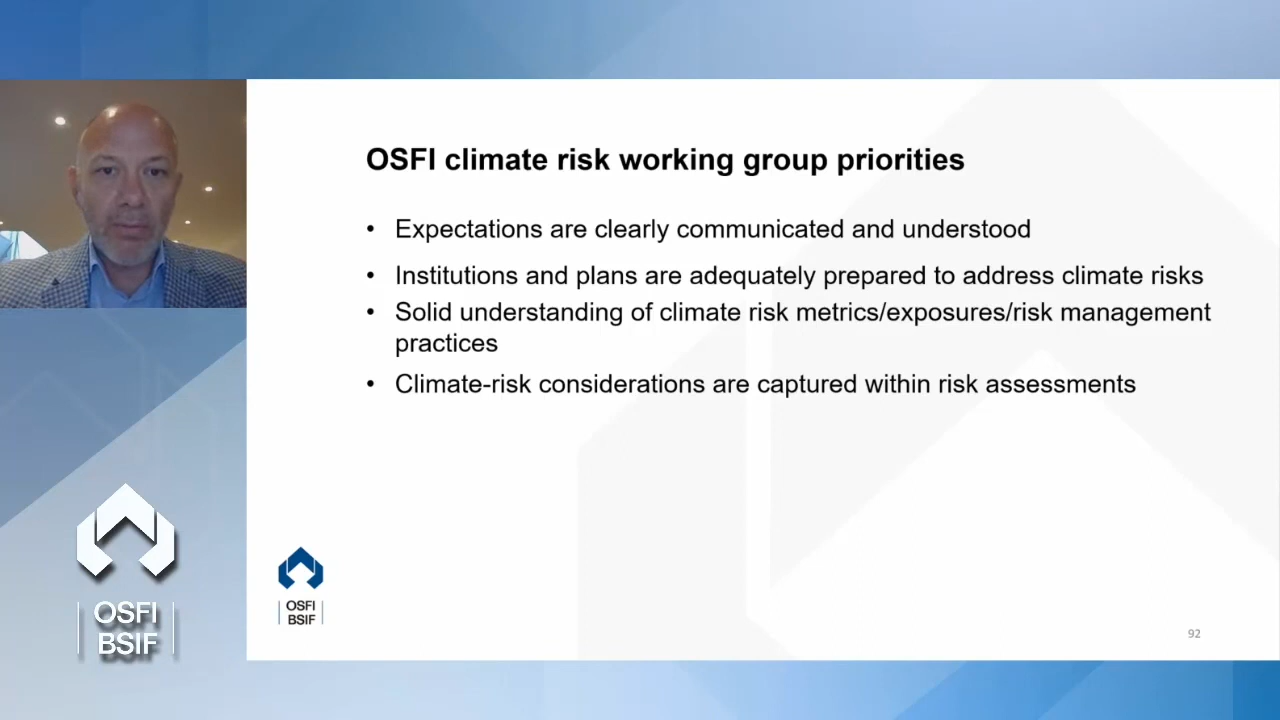 OSFI climate risk working group priorities
• Expectations are clearly communicated and understood
• Institutions and plans are adequately prepared to address climate risks
• Solid understanding of climate risk metrics/exposures/risk management
practices
• Climate-risk considerations are captured within risk assessments
OSFI
BSIF
OSFI
BSIF
92